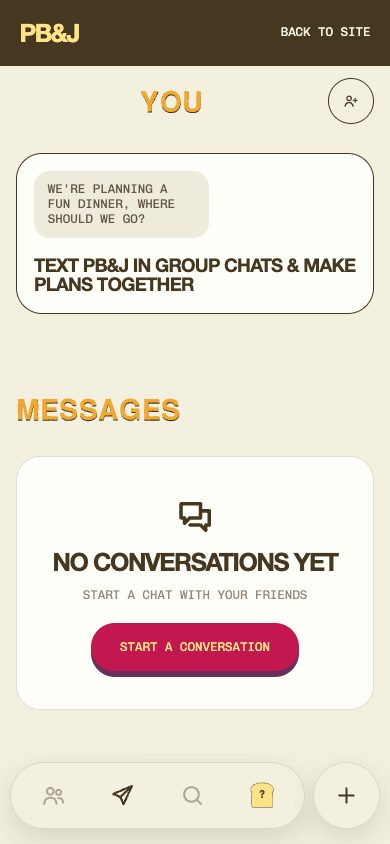 PB&J
BACK TO SITE
YOU
WE'RE PLANNING A
FUN DINNER, WHERE
SHOULD WE GO?
TEXT PB&J IN GROUP CHATS & MAKE
PLANS TOGETHER
MESSAGES
NO CONVERSATIONS YET
START A CHAT WITH YOUR FRIENDS
START A CONVERSATION
?